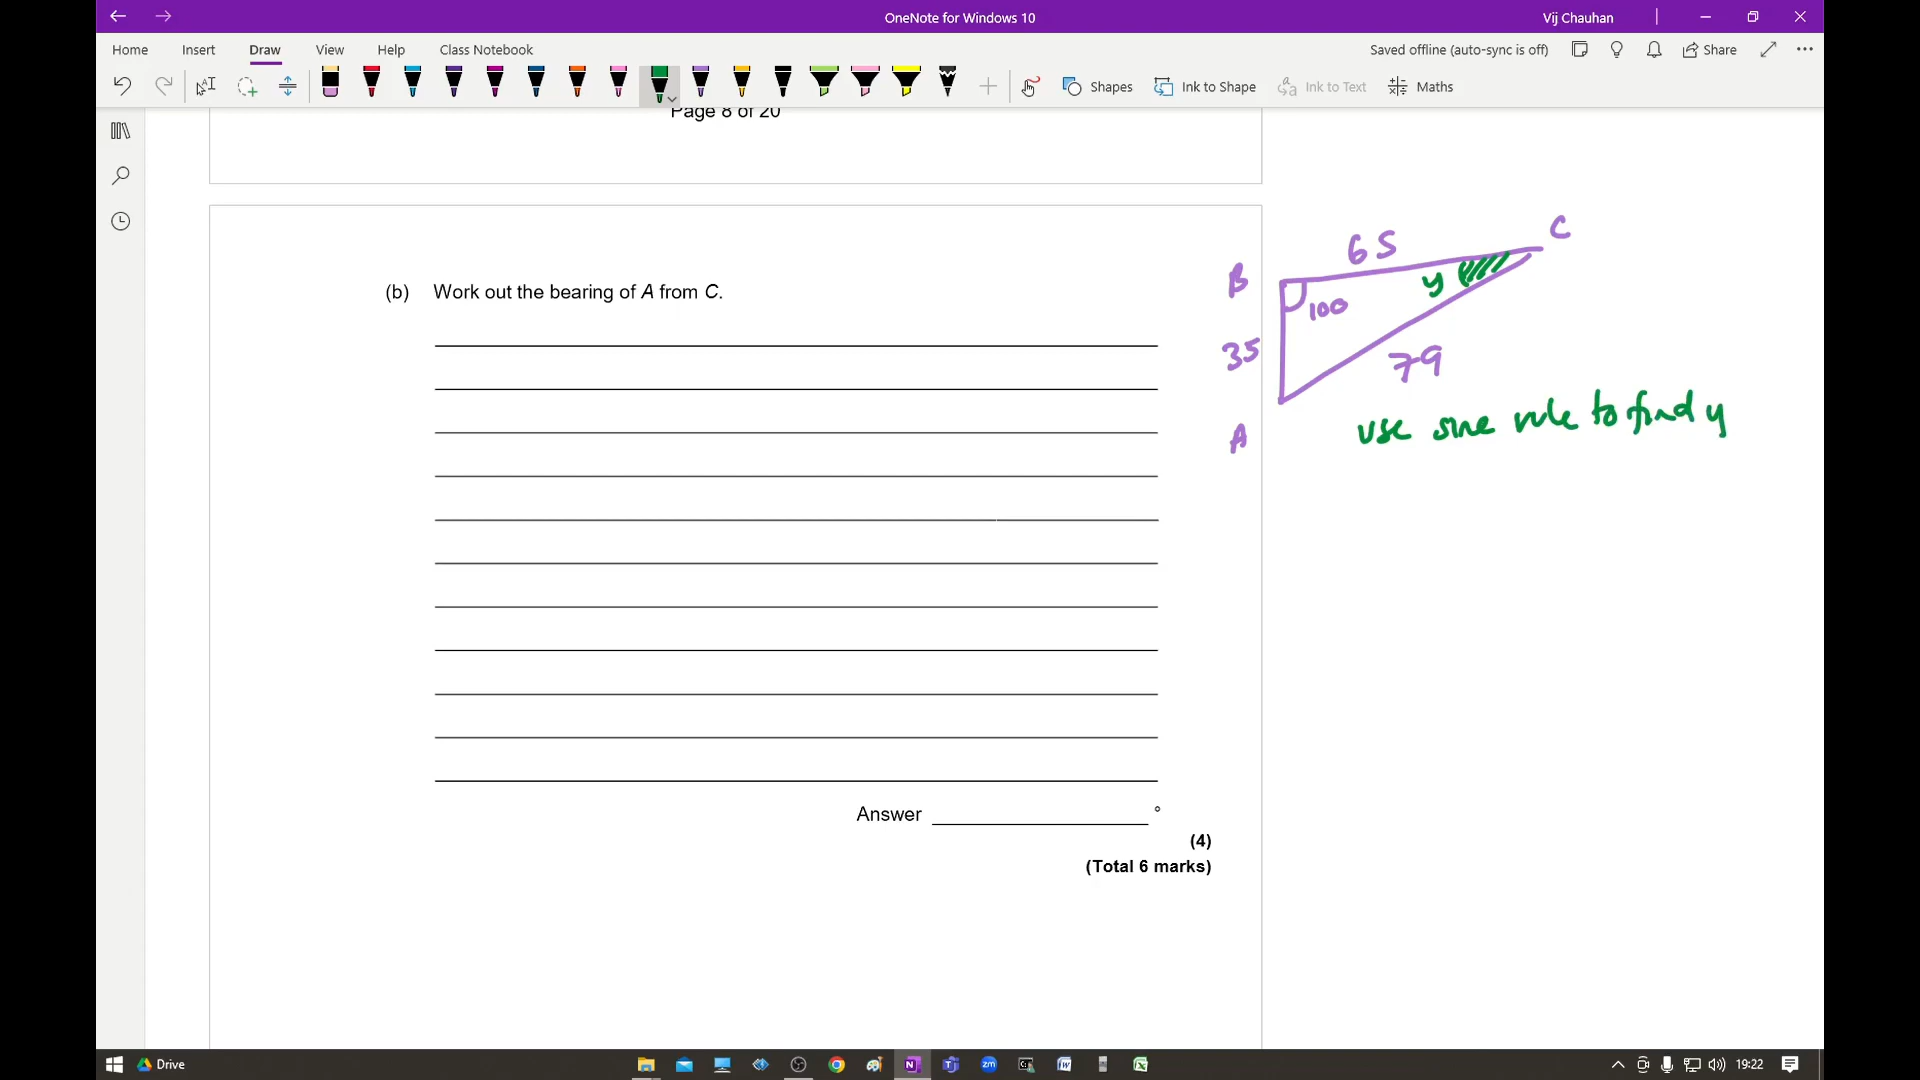 OneNote for Windows 10
Vij Chauhan
Home Insert Draw View Help Class Notebook
Saved offline (auto-sync is off) Share
Shapes Ink to Shape Ink to Text Maths
Page 8 of 20
(b) Work out the bearing of A from C.
C
65
B
y
100
35
79
A
use sine rule to find y
Answer °
(4)
(Total 6 marks)
Drive
19:22